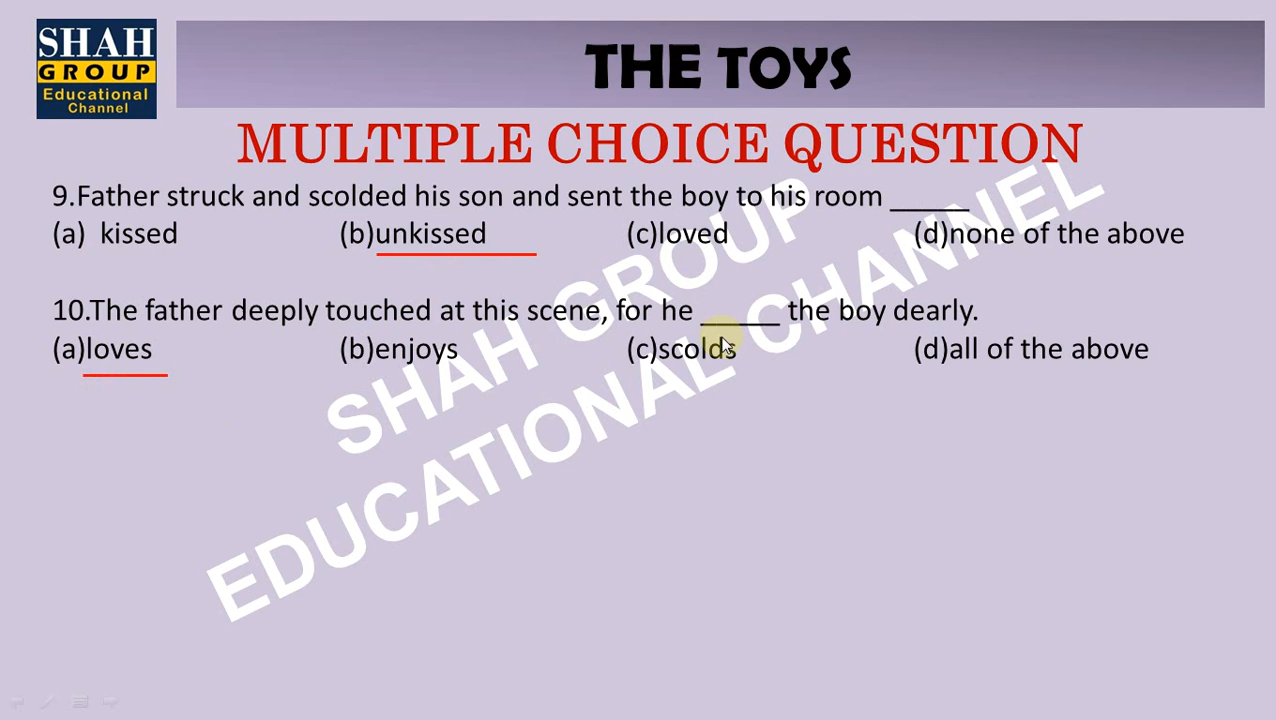 SHAH
GROUP
Educational
Channel
THE TOYS
MULTIPLE CHOICE QUESTION
9.Father struck and scolded his son and sent the boy to his room _____
(a) kissed (b)unkissed (c)loved (d)none of the above
10.The father deeply touched at this scene, for he _____ the boy dearly.
(a)loves (b)enjoys (c)scolds (d)all of the above
SHAH GROUP
EDUCATIONAL CHANNEL